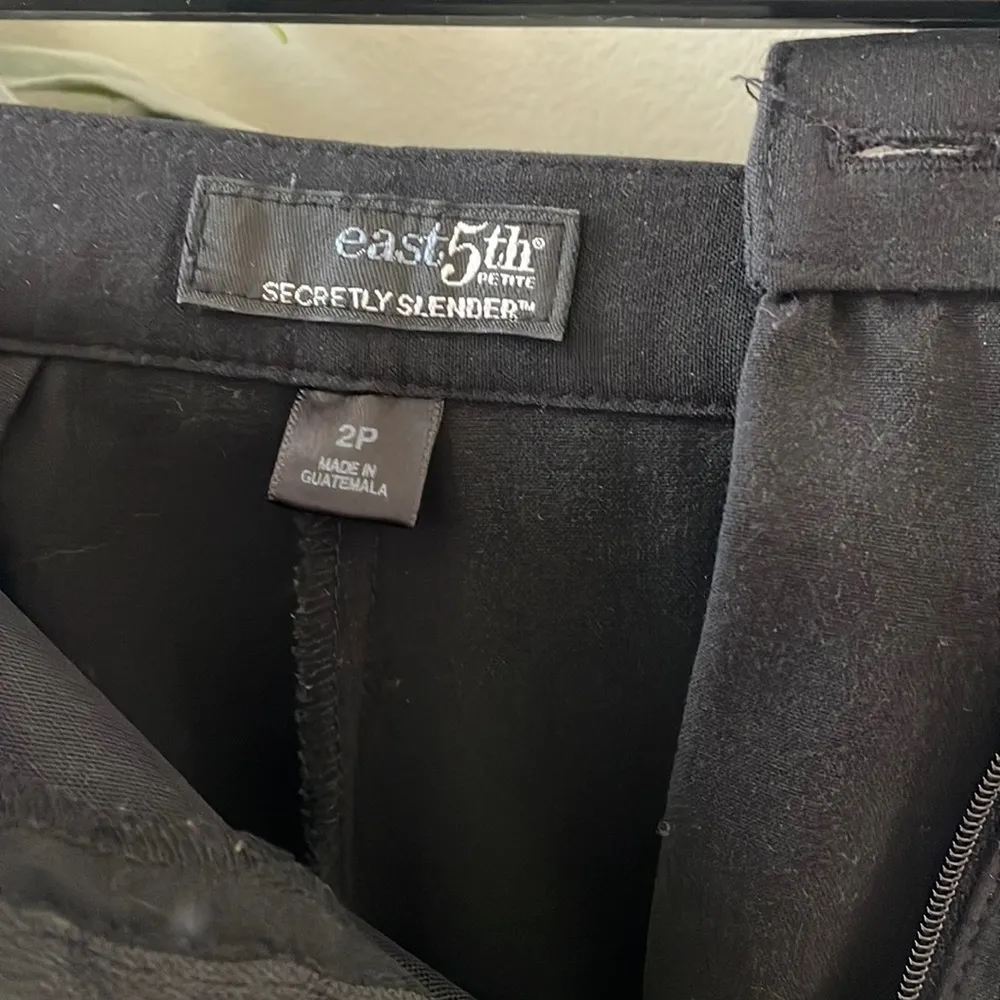 east5th®
PETITE
SECRETLY SLENDER™
2P
MADE IN
GUATEMALA